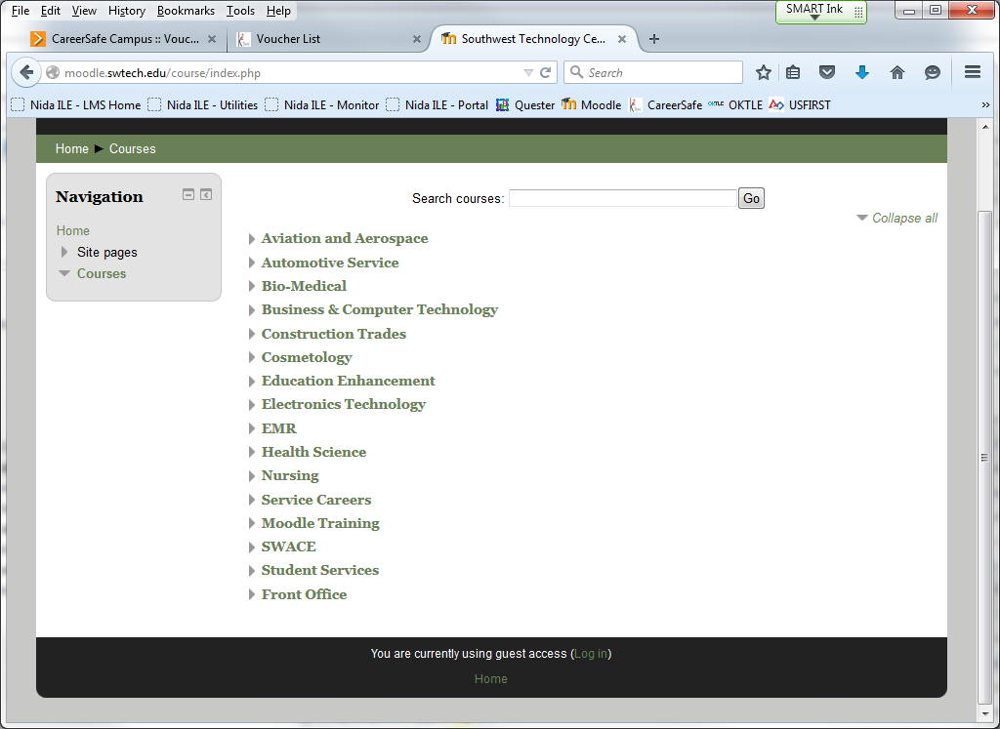 File Edit View History Bookmarks Tools Help
SMART Ink
CareerSafe Campus :: Vouc... Voucher List Southwest Technology Ce...
moodle.swtech.edu/course/index.php Search
Nida ILE - LMS Home Nida ILE - Utilities Nida ILE - Monitor Nida ILE - Portal Quester Moodle CareerSafe OKTLE OKTLE USFIRST
Home ► Courses
Navigation
Home
Site pages
Courses
Search courses: Go
Collapse all
Aviation and Aerospace
Automotive Service
Bio-Medical
Business & Computer Technology
Construction Trades
Cosmetology
Education Enhancement
Electronics Technology
EMR
Health Science
Nursing
Service Careers
Moodle Training
SWACE
Student Services
Front Office
You are currently using guest access (Log in)
Home